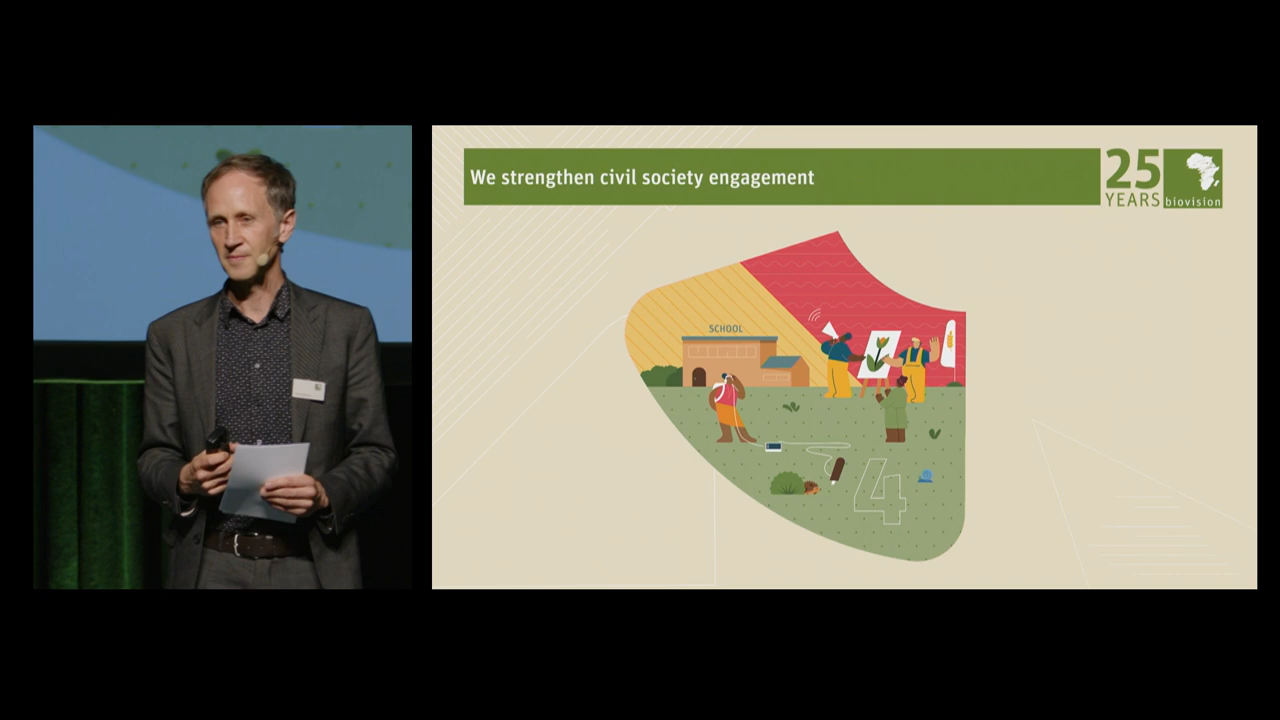 We strengthen civil society engagement
25
YEARS
biovision
SCHOOL
4